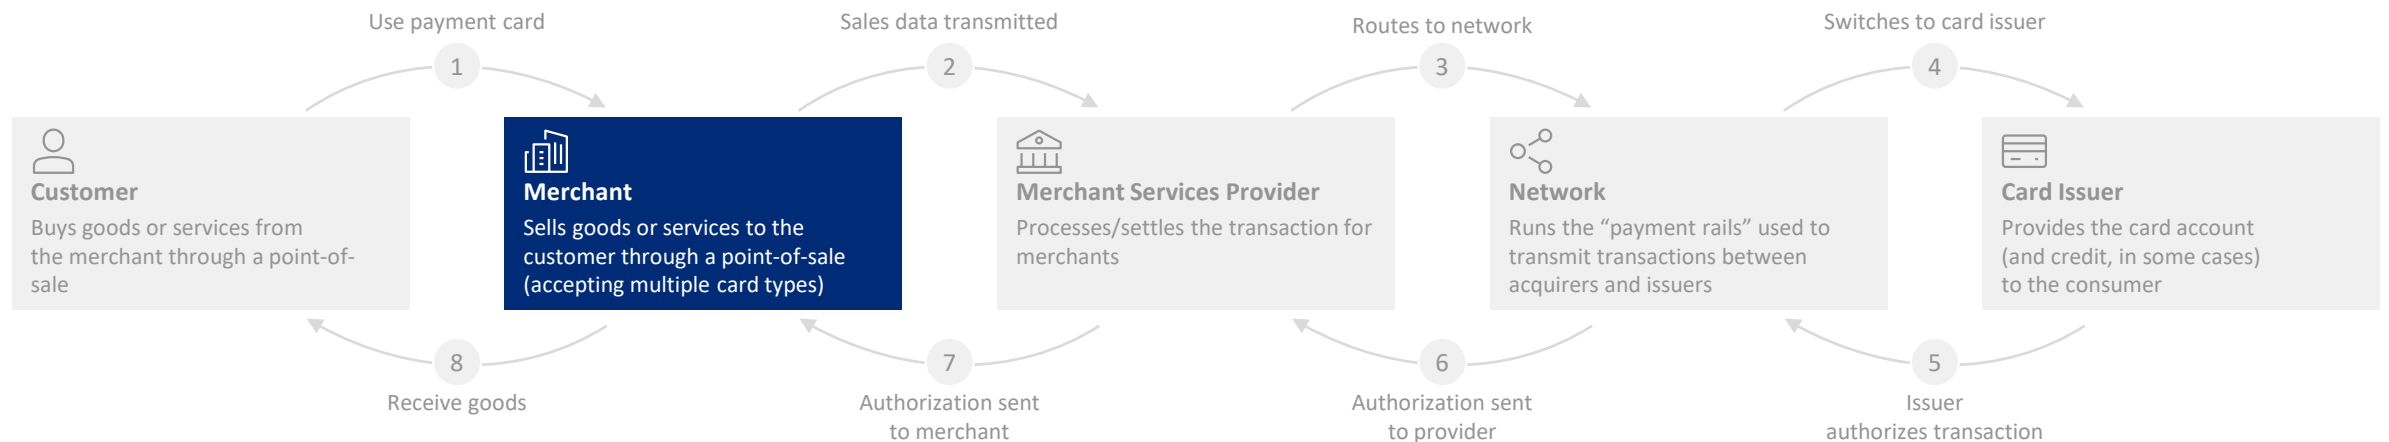 Use payment card
Sales data transmitted
Routes to network
Switches to card issuer
1
2
3
4
Customer
Buys goods or services from
the merchant through a point-of-
sale
Merchant
Sells goods or services to the
customer through a point-of-sale
(accepting multiple card types)
Merchant Services Provider
Processes/settles the transaction for
merchants
Network
Runs the “payment rails” used to
transmit transactions between
acquirers and issuers
Card Issuer
Provides the card account
(and credit, in some cases)
to the consumer
8
7
6
5
Receive goods
Authorization sent
to merchant
Authorization sent
to provider
Issuer
authorizes transaction